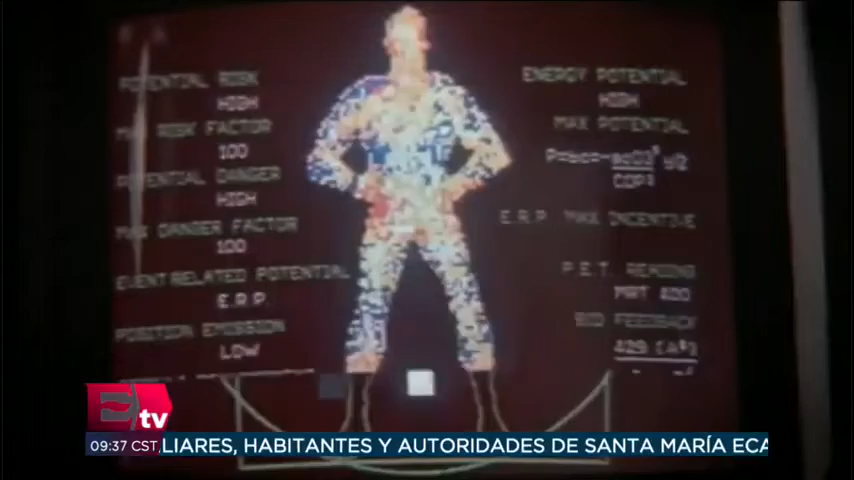 POTENTIAL RISK
HIGH
MAX RISK FACTOR
100
POTENTIAL DANGER
HIGH
MAX DANGER FACTOR
100
EVENT-RELATED POTENTIAL
E.R.P.
POSITION EMISSION
LOW
ENERGY POTENTIAL
HIGH
MAX POTENTIAL
E.R.P. MAX INCENTIVE
P.E.T. READING
MRT 400
BIO FEEDBACK
tv
09:37 CST
LIARES, HABITANTES Y AUTORIDADES DE SANTA MARÍA ECA